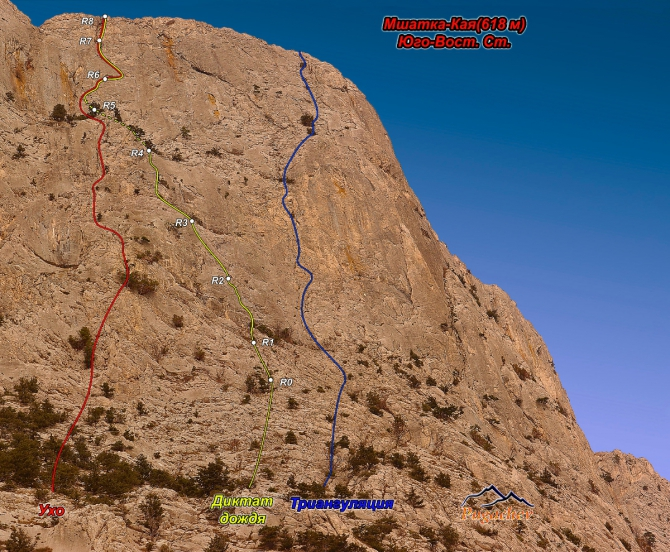 Мшатка-Кая(618 м)
Юго-Вост. Ст.
R8
R7
R6
R5
R4
R3
R2
R1
R0
Ухо
Диктат
дождя
Триангуляция